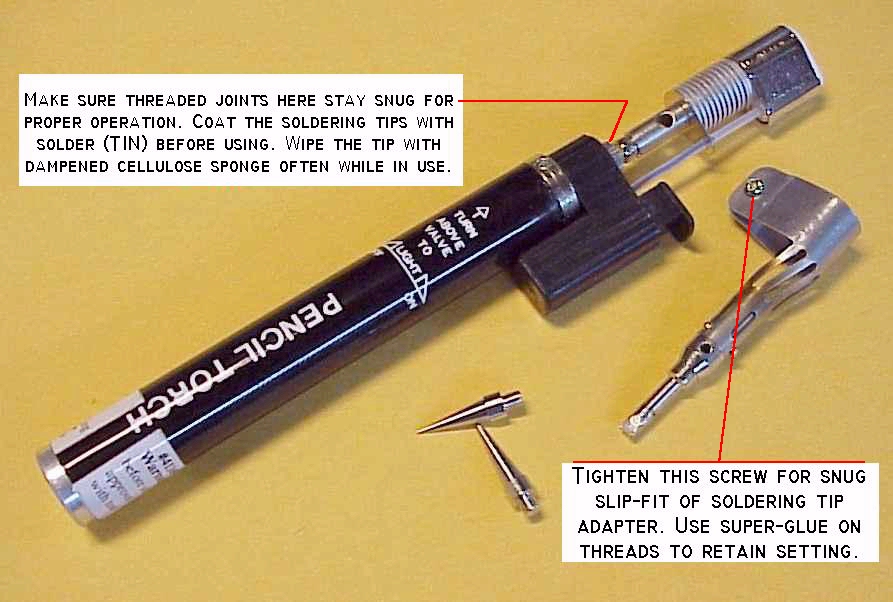 MAKE SURE THREADED JOINTS HERE STAY SNUG FOR
PROPER OPERATION. COAT THE SOLDERING TIPS WITH
SOLDER (TIN) BEFORE USING. WIPE THE TIP WITH
DAMPENED CELLULOSE SPONGE OFTEN WHILE IN USE.
TURN
ABOVE
VALVE
TO
LIGHT
ON
PENCIL TORCH
TIGHTEN THIS SCREW FOR SNUG
SLIP-FIT OF SOLDERING TIP
ADAPTER. USE SUPER-GLUE ON
THREADS TO RETAIN SETTING.